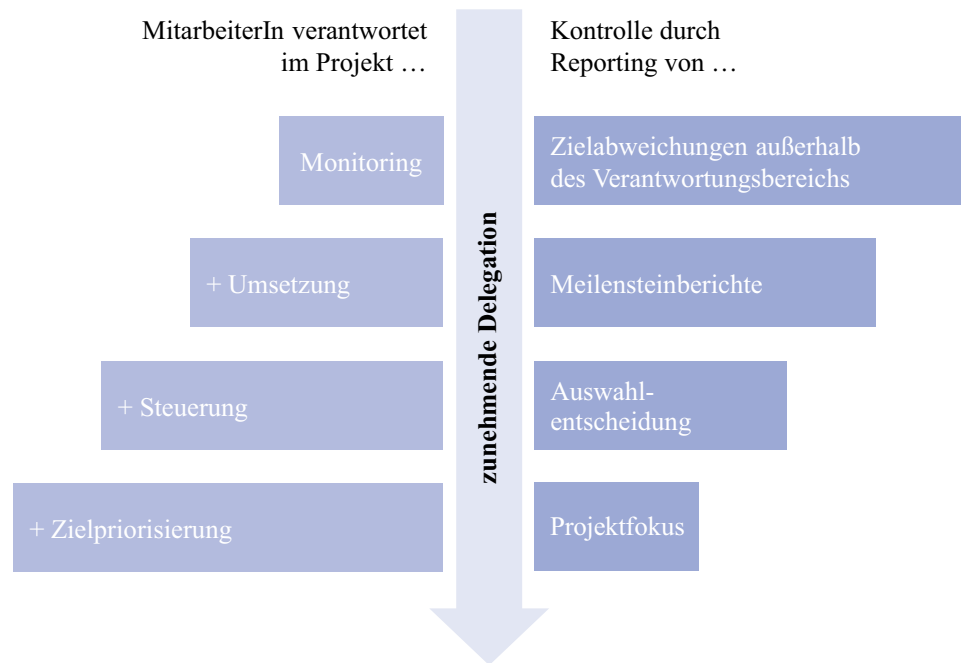 MitarbeiterIn verantwortet
im Projekt …
Kontrolle durch
Reporting von …
Monitoring
Zielabweichungen außerhalb
des Verantwortungsbereichs
+ Umsetzung
Meilensteinberichte
+ Steuerung
Auswahl-
entscheidung
+ Zielpriorisierung
Projektfokus
zunehmende Delegation